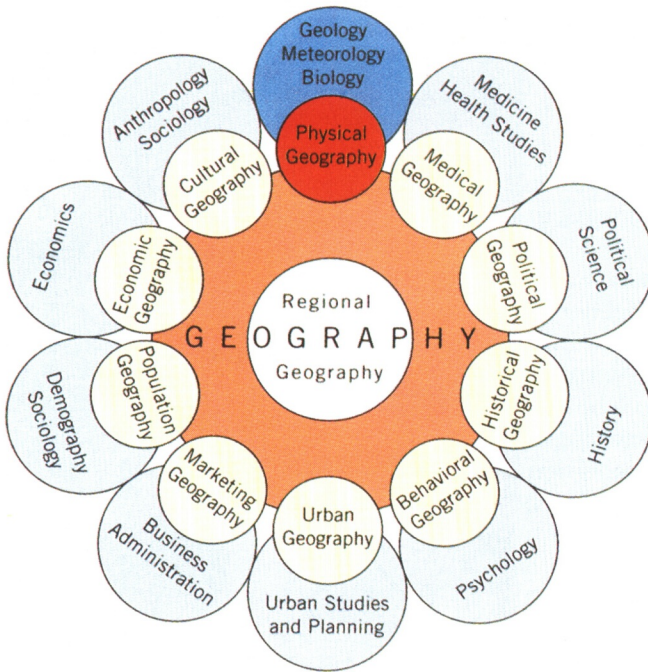 Geology
Meteorology
Biology
Physical
Geography
Medicine
Health Studies
Medical
Geography
Political
Science
Political
Geography
History
Historical
Geography
Psychology
Behavioral
Geography
Urban
Geography
Urban Studies
and Planning
Marketing
Geography
Business
Administration
Population
Geography
Demography
Sociology
Economic
Geography
Economics
Cultural
Geography
Anthropology
Sociology
Regional
GEOGRAPHY
Geography